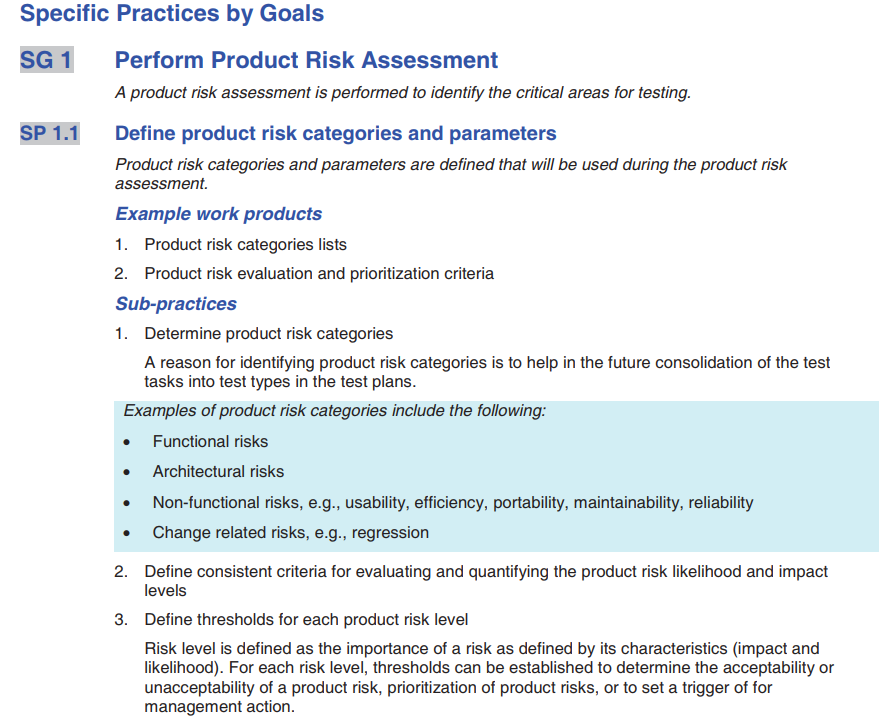 Specific Practices by Goals
SG 1 Perform Product Risk Assessment
A product risk assessment is performed to identify the critical areas for testing.
SP 1.1 Define product risk categories and parameters
Product risk categories and parameters are defined that will be used during the product risk
assessment.
Example work products
1. Product risk categories lists
2. Product risk evaluation and prioritization criteria
Sub-practices
1. Determine product risk categories
A reason for identifying product risk categories is to help in the future consolidation of the test
tasks into test types in the test plans.
Examples of product risk categories include the following:
• Functional risks
• Architectural risks
• Non-functional risks, e.g., usability, efficiency, portability, maintainability, reliability
• Change related risks, e.g., regression
2. Define consistent criteria for evaluating and quantifying the product risk likelihood and impact
levels
3. Define thresholds for each product risk level
Risk level is defined as the importance of a risk as defined by its characteristics (impact and
likelihood). For each risk level, thresholds can be established to determine the acceptability or
unacceptability of a product risk, prioritization of product risks, or to set a trigger of for
management action.